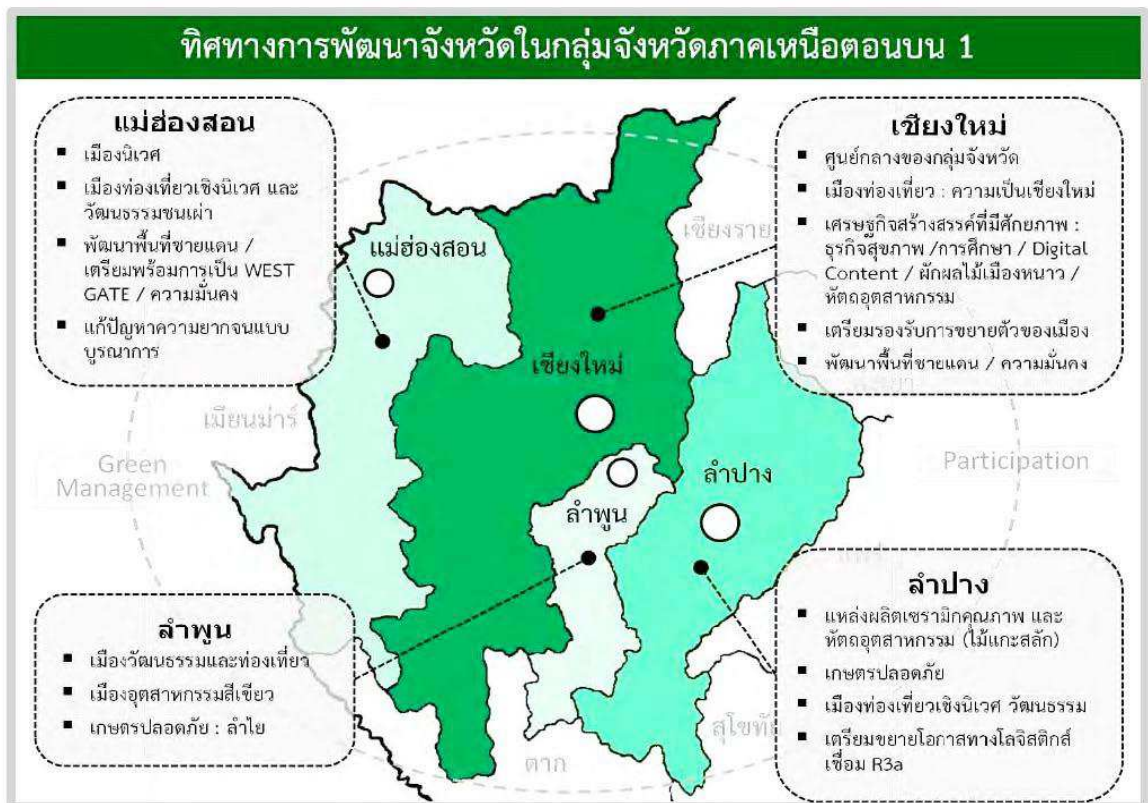 ทิศทางการพัฒนาจังหวัดในกลุ่มจังหวัดภาคเหนือตอนบน 1
แม่ฮ่องสอน
▪ เมืองนิเวศ
▪ เมืองท่องเที่ยวเชิงนิเวศ และ
วัฒนธรรมชนเผ่า
▪ พัฒนาพื้นที่ชายแดน /
เตรียมพร้อมการเป็น WEST
GATE / ความมั่นคง
▪ แก้ปัญหาความยากจนแบบ
บูรณาการ
เชียงใหม่
▪ ศูนย์กลางของกลุ่มจังหวัด
▪ เมืองท่องเที่ยว : ความเป็นเชียงใหม่
▪ เศรษฐกิจสร้างสรรค์ที่มีศักยภาพ :
ธุรกิจสุขภาพ /การศึกษา / Digital
Content / ผักผลไม้เมืองหนาว /
หัตถอุตสาหกรรม
▪ เตรียมรองรับการขยายตัวของเมือง
▪ พัฒนาพื้นที่ชายแดน / ความมั่นคง
เชียงราย
แม่ฮ่องสอน
เชียงใหม่
เมียนม่าร์
Green
Management
Participation
ลำปาง
ลำพูน
ลำพูน
▪ เมืองวัฒนธรรมและท่องเที่ยว
▪ เมืองอุตสาหกรรมสีเขียว
▪ เกษตรปลอดภัย : ลำไย
ลำปาง
▪ แหล่งผลิตเซรามิกคุณภาพ และ
หัตถอุตสาหกรรม (ไม้แกะสลัก)
▪ เกษตรปลอดภัย
▪ เมืองท่องเที่ยวเชิงนิเวศ วัฒนธรรม
▪ เตรียมขยายโอกาสทางโลจิสติกส์
เชื่อม R3a
ตาก